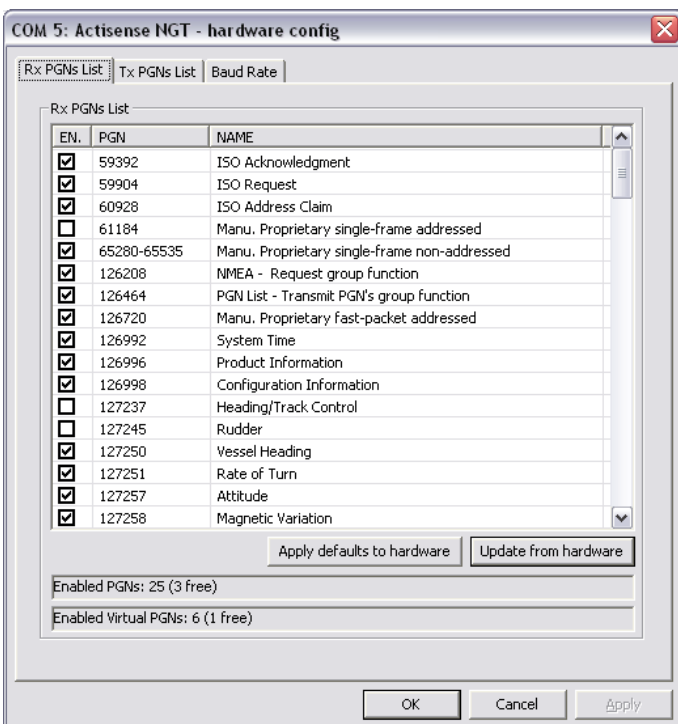 COM 5: Actisense NGT - hardware config
Rx PGNs List Tx PGNs List Baud Rate
Rx PGNs List
EN. PGN NAME
59392 ISO Acknowledgment
59904 ISO Request
60928 ISO Address Claim
61184 Manu. Proprietary single-frame addressed
65280-65535 Manu. Proprietary single-frame non-addressed
126208 NMEA - Request group function
126464 PGN List - Transmit PGN's group function
126720 Manu. Proprietary fast-packet addressed
126992 System Time
126996 Product Information
126998 Configuration Information
127237 Heading/Track Control
127245 Rudder
127250 Vessel Heading
127251 Rate of Turn
127257 Attitude
127258 Magnetic Variation
Apply defaults to hardware Update from hardware
Enabled PGNs: 25 (3 free)
Enabled Virtual PGNs: 6 (1 free)
OK Cancel Apply